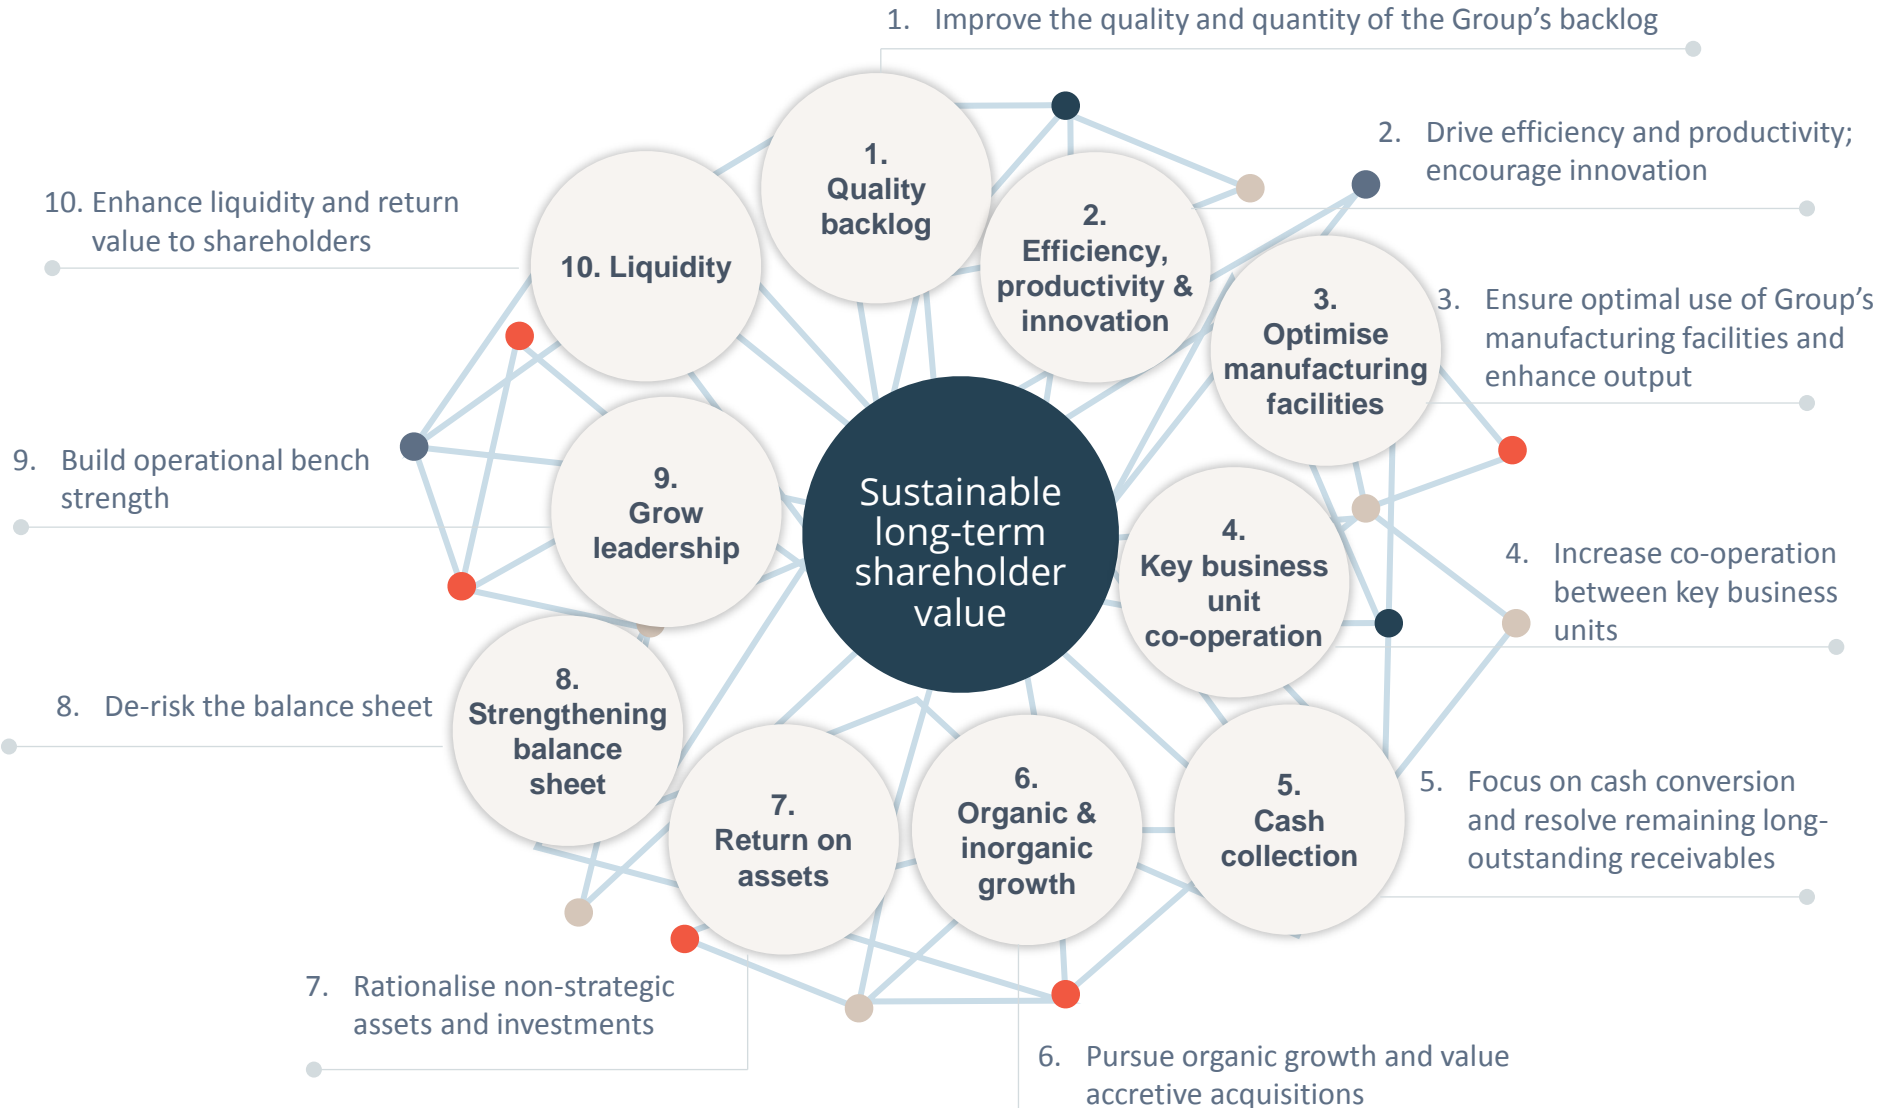 1. Improve the quality and quantity of the Group's backlog
2. Drive efficiency and productivity;
encourage innovation
3. Ensure optimal use of Group's
manufacturing facilities and
enhance output
4. Increase co-operation
between key business
units
5. Focus on cash conversion
and resolve remaining long-
outstanding receivables
6. Pursue organic growth and value
accretive acquisitions
7. Rationalise non-strategic
assets and investments
8. De-risk the balance sheet
9. Build operational bench
strength
10. Enhance liquidity and return
value to shareholders
1.
Quality
backlog
2.
Efficiency,
productivity &
innovation
3.
Optimise
manufacturing
facilities
4.
Key business
unit
co-operation
5.
Cash
collection
6.
Organic &
inorganic
growth
7.
Return on
assets
8.
Strengthening
balance
sheet
9.
Grow
leadership
10. Liquidity
Sustainable
long-term
shareholder
value